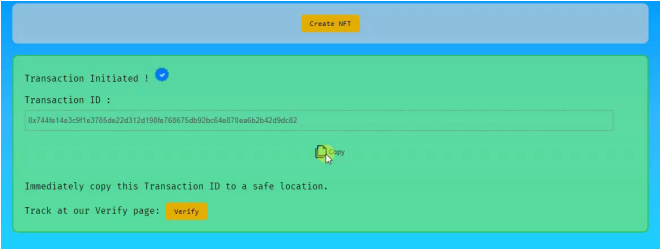 Create NFT
Transaction Initiated !
Transaction ID :
0x744fe14e3c9f1e3785de22d312d198fe768675db92bc64e870ea6b2b42d9dc82
Copy
Immediately copy this Transaction ID to a safe location.
Track at our Verify page: Verify